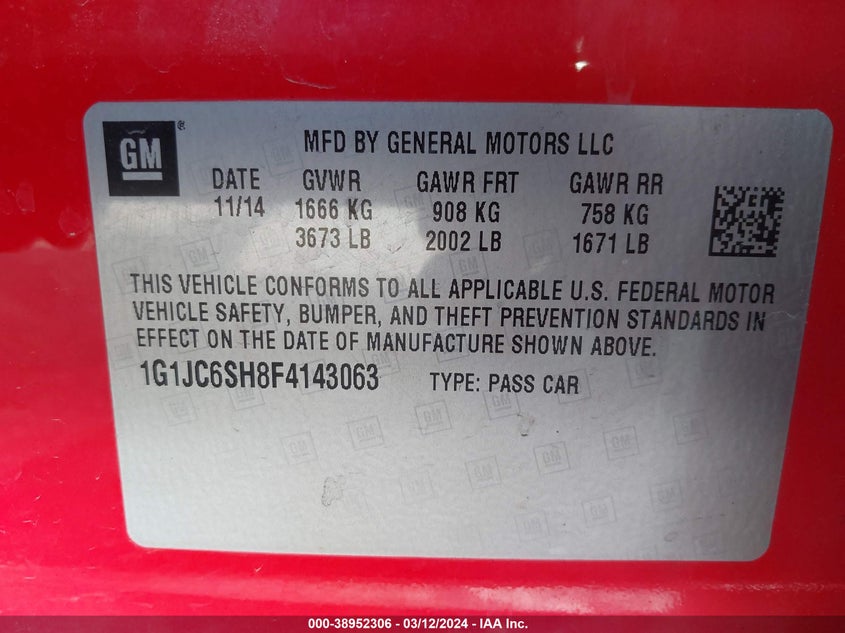 GM ®
MFD BY GENERAL MOTORS LLC
DATE GVWR GAWR FRT GAWR RR
11/14 1666 KG 908 KG 758 KG
3673 LB 2002 LB 1671 LB
THIS VEHICLE CONFORMS TO ALL APPLICABLE U.S. FEDERAL MOTOR
VEHICLE SAFETY, BUMPER, AND THEFT PREVENTION STANDARDS IN
EFFECT ON THE DATE OF MANUFACTURE SHOWN ABOVE.
1G1JC6SH8F4143063 TYPE: PASS CAR
000-38952306 - 03/12/2024 - IAA Inc.